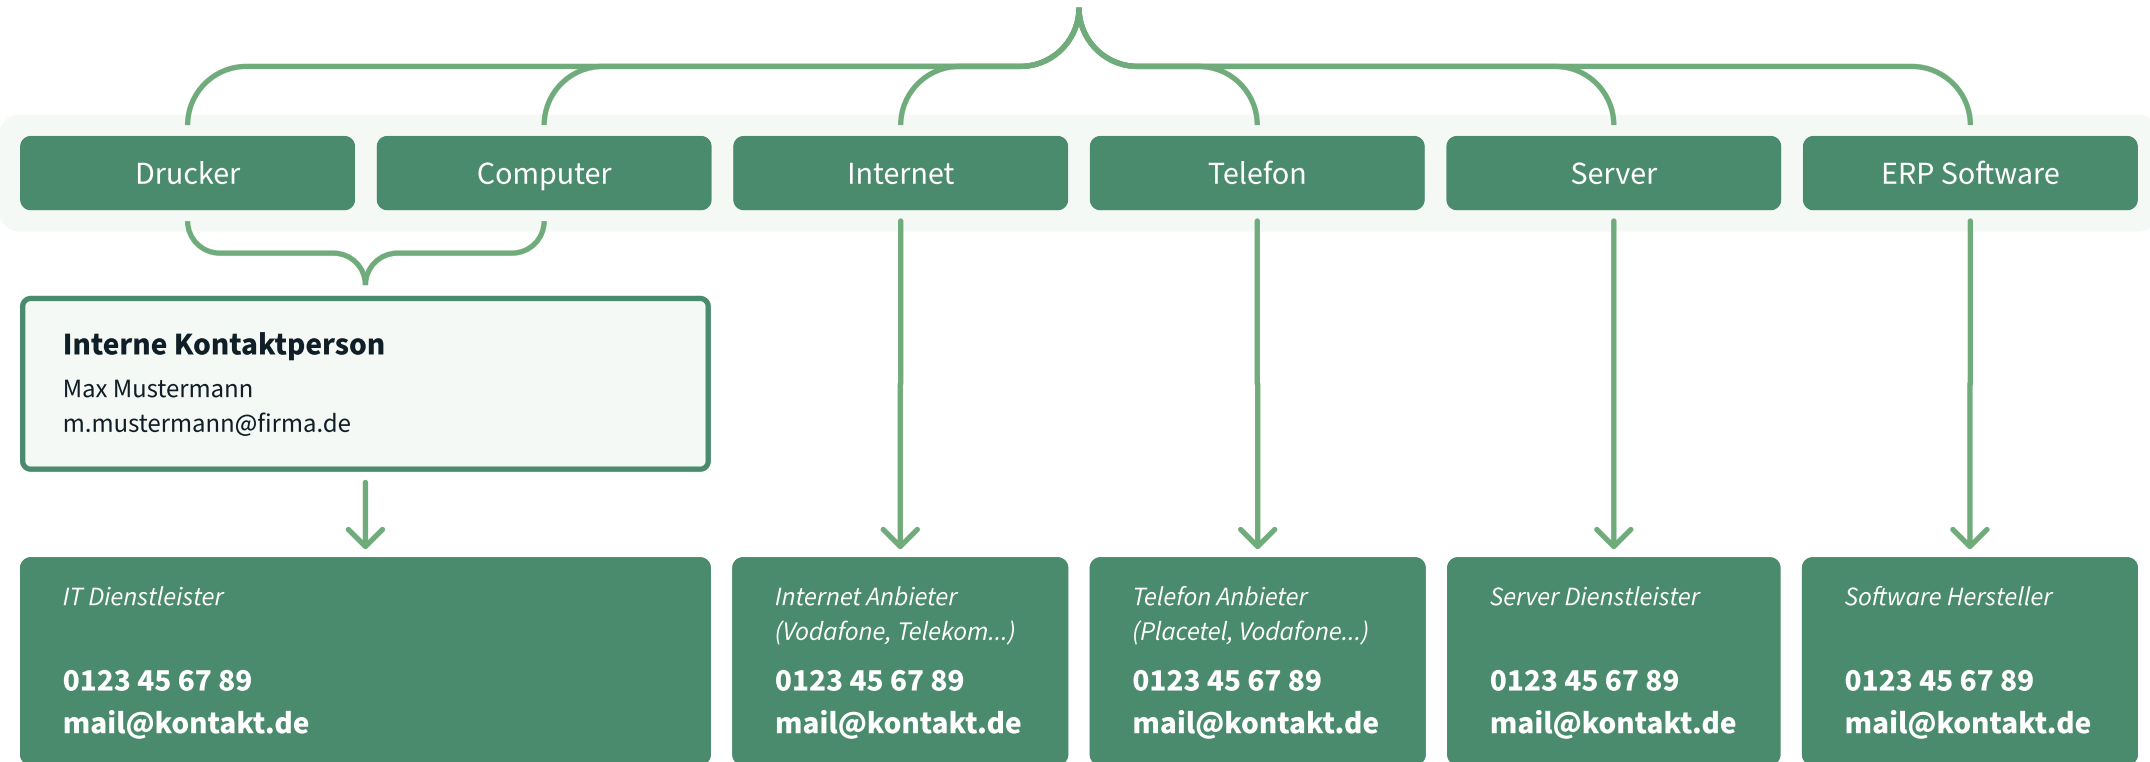 Drucker
Computer
Internet
Telefon
Server
ERP Software
Interne Kontaktperson
Max Mustermann
m.mustermann@firma.de
IT Dienstleister
0123 45 67 89
mail@kontakt.de
Internet Anbieter
(Vodafone, Telekom...)
0123 45 67 89
mail@kontakt.de
Telefon Anbieter
(Placetel, Vodafone...)
0123 45 67 89
mail@kontakt.de
Server Dienstleister
0123 45 67 89
mail@kontakt.de
Software Hersteller
0123 45 67 89
mail@kontakt.de